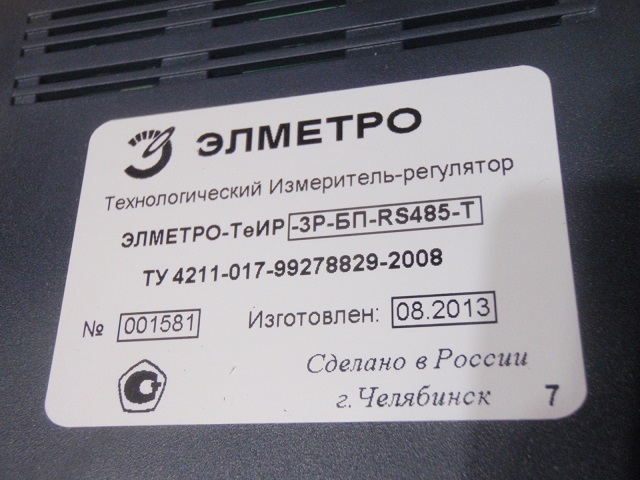 ЭЛМЕТРО
Технологический Измеритель-регулятор
ЭЛМЕТРО-ТеИР -3Р-БП-RS485-Т
ТУ 4211-017-99278829-2008
№ 001581 Изготовлен: 08.2013
Сделано в России
г.Челябинск 7